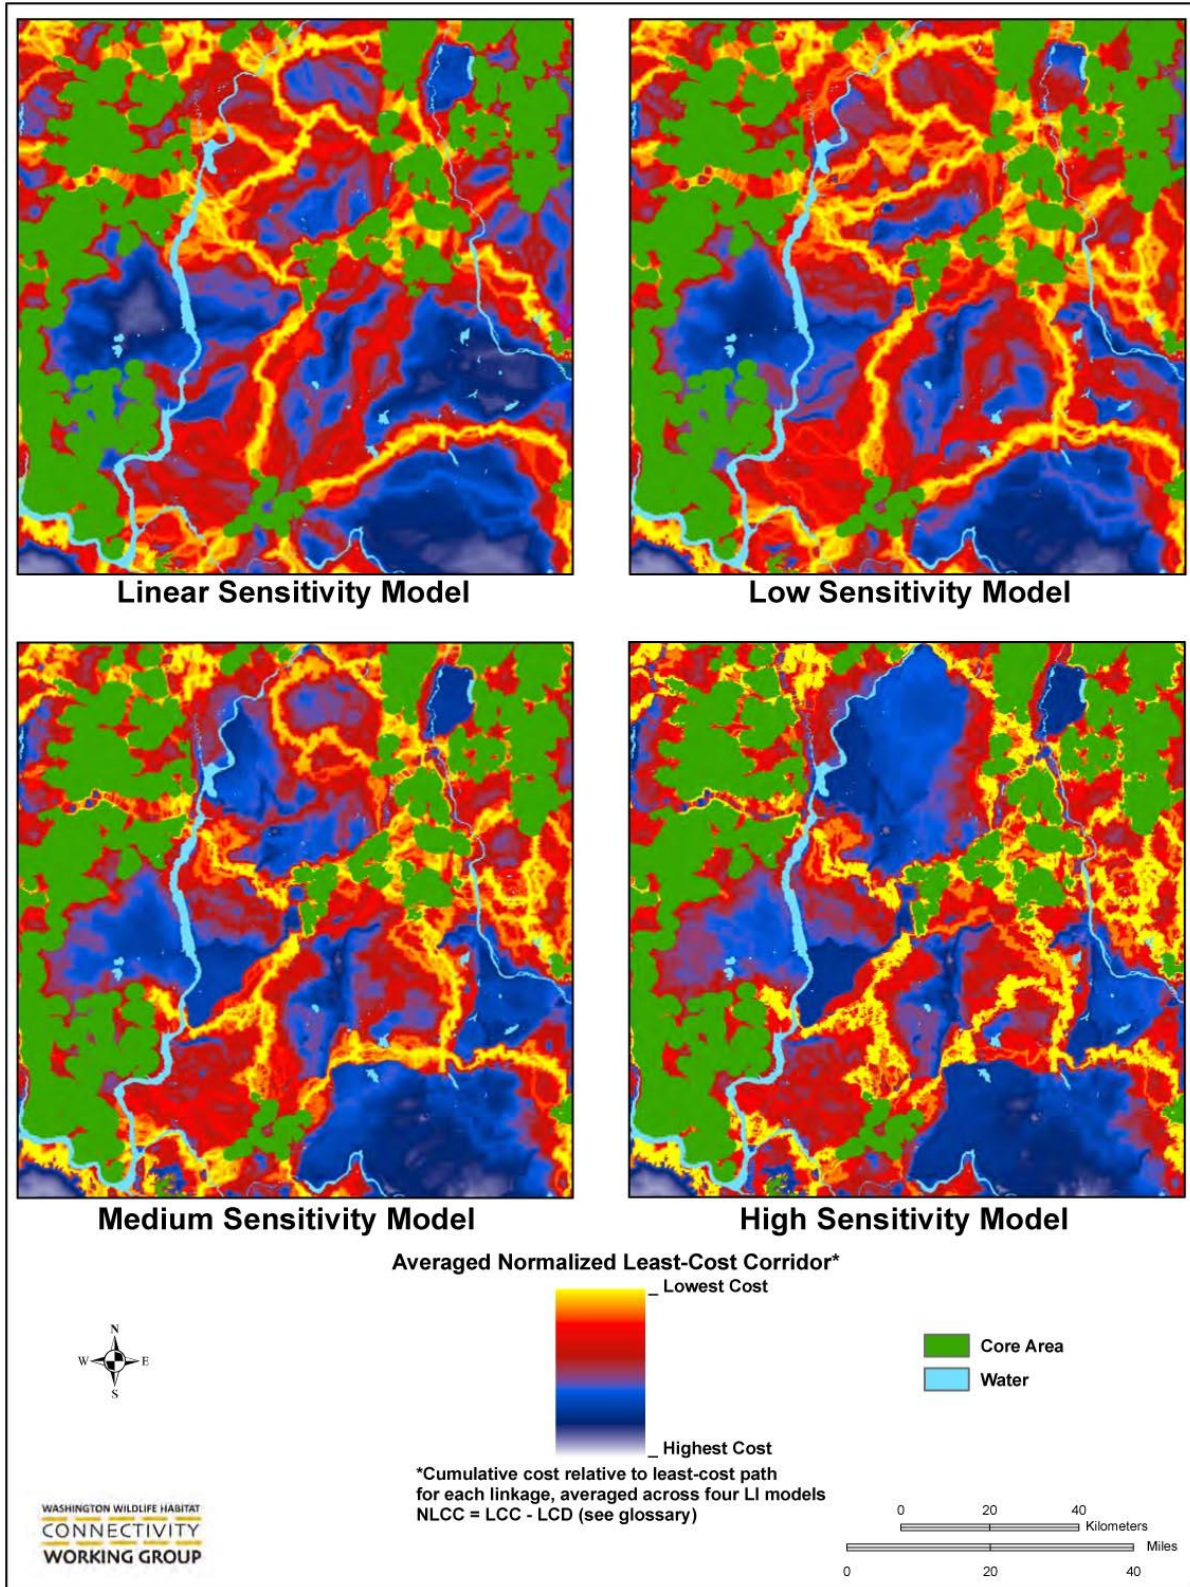 Linear Sensitivity Model
Low Sensitivity Model
Medium Sensitivity Model
High Sensitivity Model
Averaged Normalized Least-Cost Corridor*
_ Lowest Cost
_ Highest Cost
*Cumulative cost relative to least-cost path
for each linkage, averaged across four LI models
NLCC = LCC - LCD (see glossary)
N
W E
S
Core Area
Water
WASHINGTON WILDLIFE HABITAT
CONNECTIVITY
WORKING GROUP
0 20 40
Kilometers
Miles
0 20 40